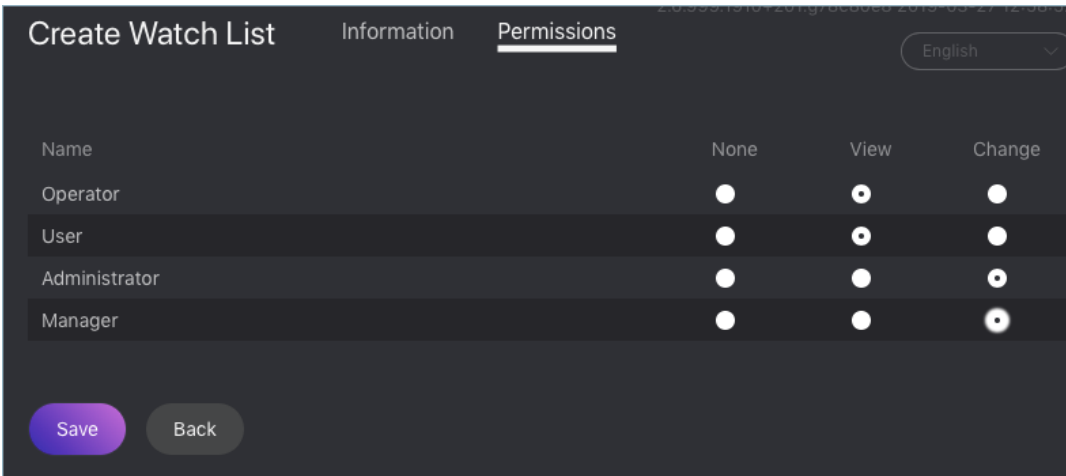 Create Watch List
Information
Permissions
English
Name None View Change
Operator
User
Administrator
Manager
Save
Back